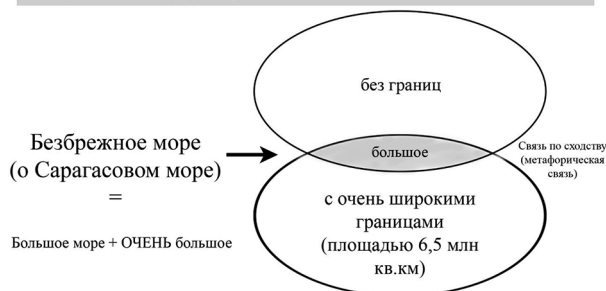 Безбрежное море
(о Сарагасовом море)
=
Большое море + ОЧЕНЬ большое
без границ
большое
Связь по сходству
(метафорическая
связь)
с очень широкими
границами
(площадью 6,5 млн
кв.км)